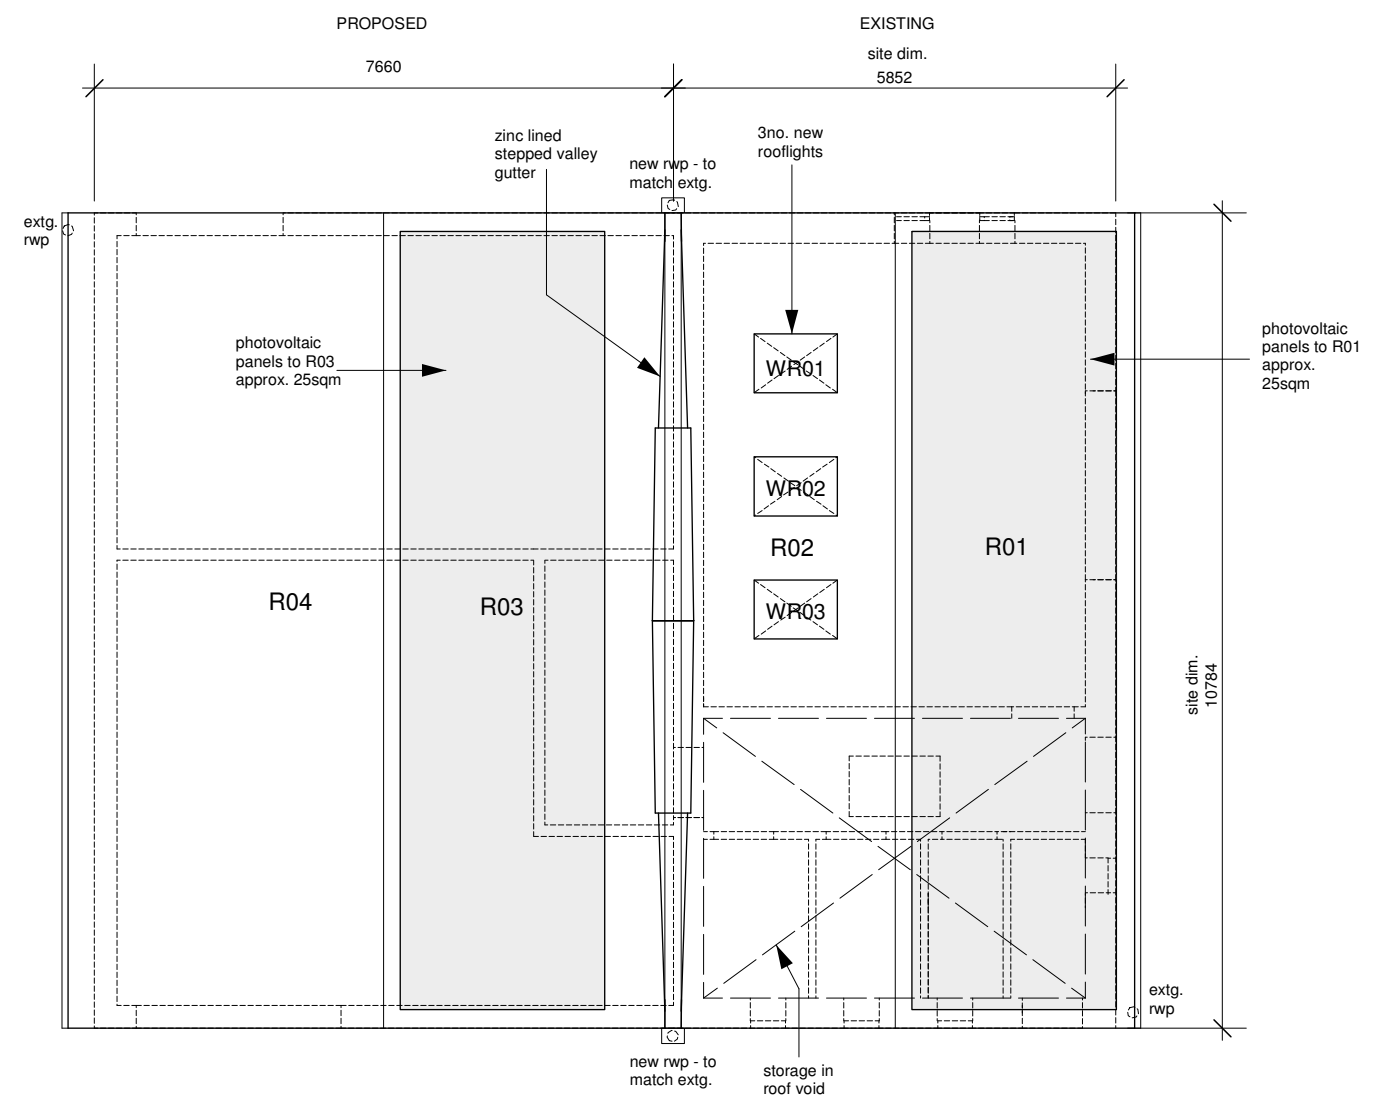 PROPOSED
EXISTING
7660
site dim.
5852
zinc lined
stepped valley
gutter
new rwp - to
match extg.
3no. new
rooflights
extg.
rwp
photovoltaic
panels to R03
approx. 25sqm
photovoltaic
panels to R01
approx.
25sqm
WR01
WR02
R02
R01
WR03
R04
R03
site dim.
10784
extg.
rwp
new rwp - to
match extg.
storage in
roof void